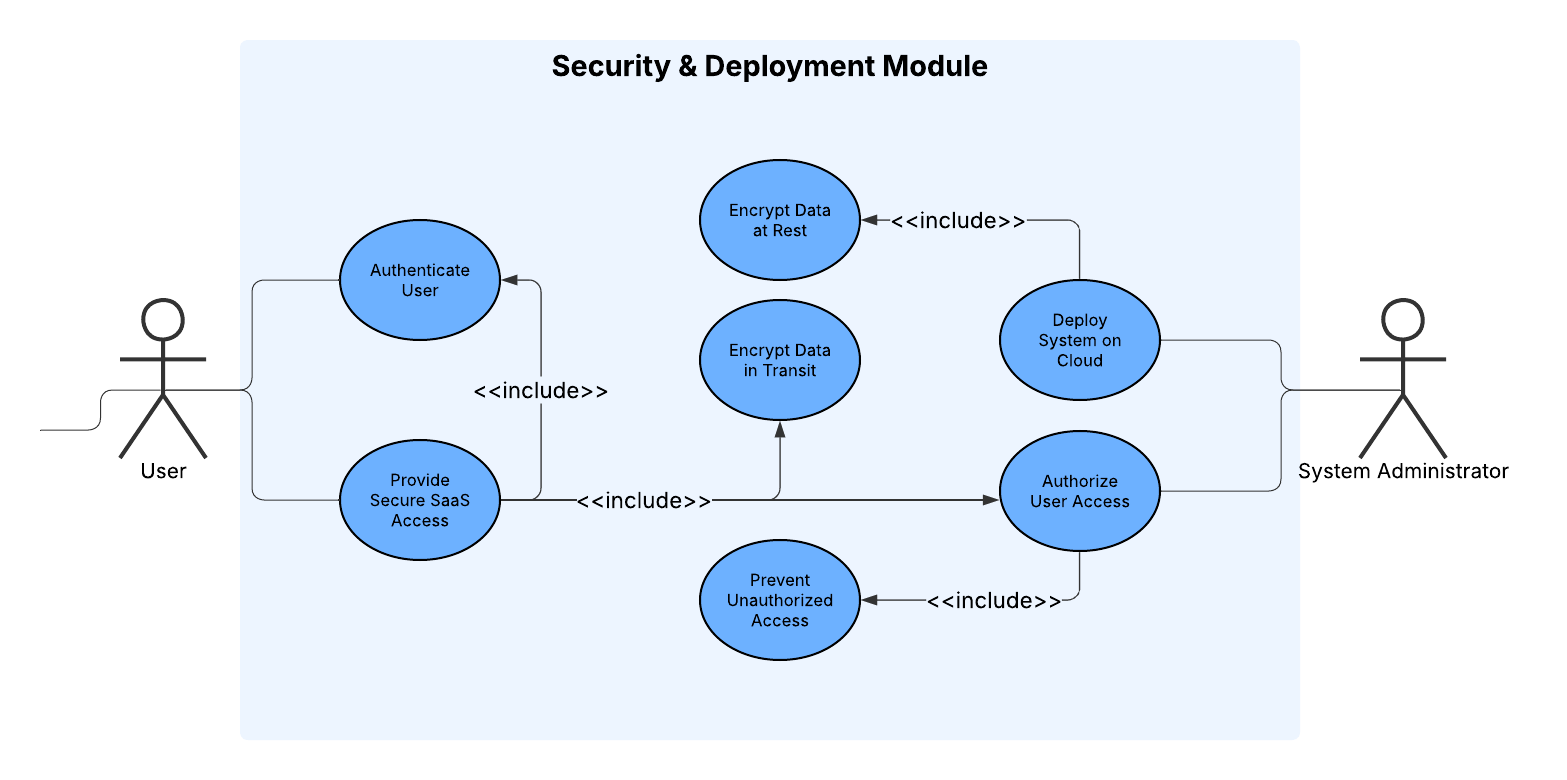 Security & Deployment Module
Encrypt Data
at Rest
<<include>>
Authenticate
User
Encrypt Data
in Transit
Deploy
System on
Cloud
<<include>>
User
System Administrator
Provide
Secure SaaS
Access
<<include>>
Authorize
User Access
Prevent
Unauthorized
Access
<<include>>